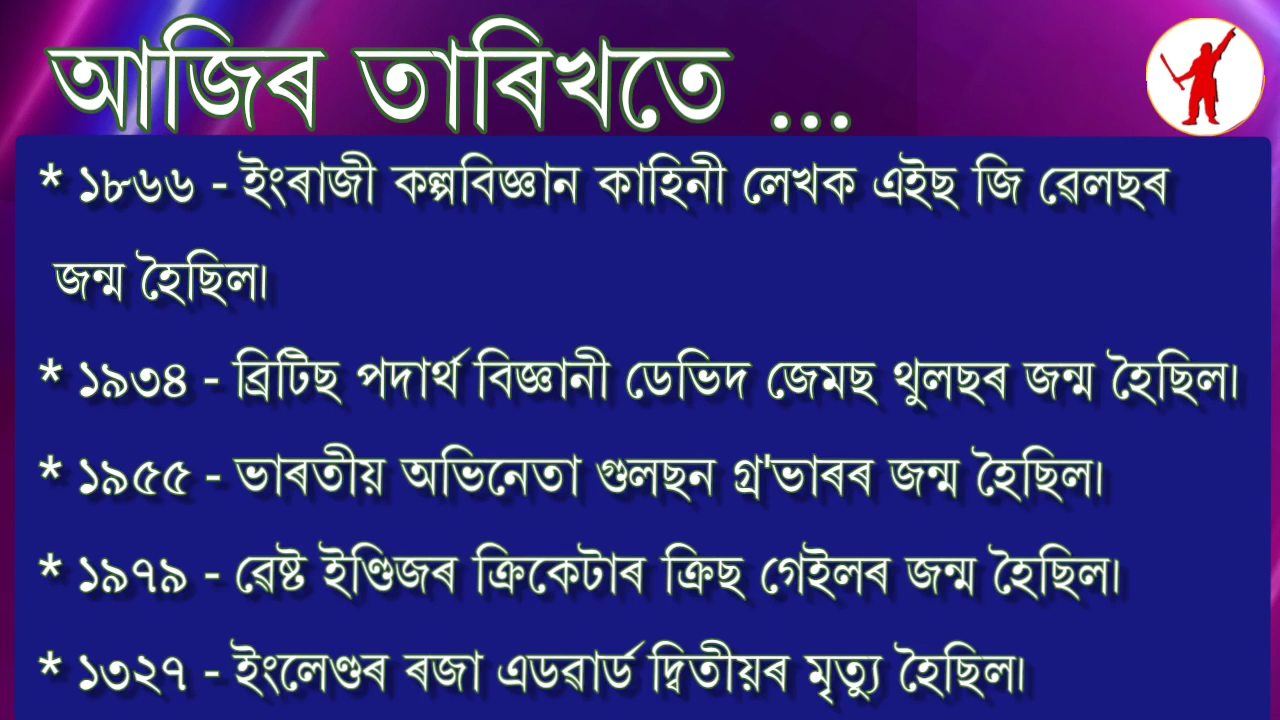 আজিৰ তাৰিখতে ...
* ১৮৬৬ - ইংৰাজী কল্পবিজ্ঞান কাহিনী লেখক এইছ জি ৱেলছৰ
জন্ম হৈছিল।
* ১৯৩৪ - ব্ৰিটিছ পদাৰ্থ বিজ্ঞানী ডেভিদ জেমছ থুলছৰ জন্ম হৈছিল।
* ১৯৫৫ - ভাৰতীয় অভিনেতা গুলছন গ্ৰ'ভাৰৰ জন্ম হৈছিল।
* ১৯৭৯ - ৱেষ্ট ইণ্ডিজৰ ক্ৰিকেটাৰ ক্ৰিছ গেইলৰ জন্ম হৈছিল।
* ১৩২৭ - ইংলেণ্ডৰ ৰজা এডৱাৰ্ড দ্বিতীয়ৰ মৃত্যু হৈছিল।